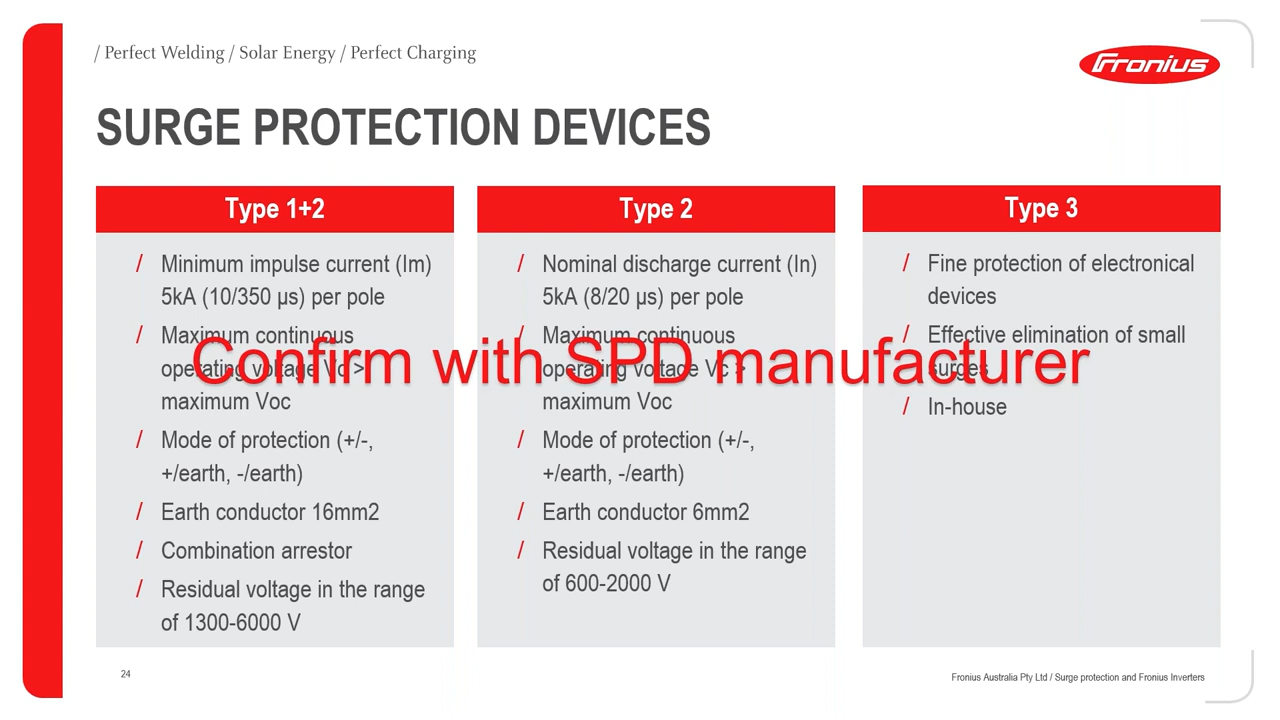 / Perfect Welding / Solar Energy / Perfect Charging
Fronius
SURGE PROTECTION DEVICES
Type 1+2
/ Minimum impulse current (Im)
5kA (10/350 µs) per pole
/ Maximum continuous
operating voltage Vc >
maximum Voc
/ Mode of protection (+/-,
+/earth, -/earth)
/ Earth conductor 16mm2
/ Combination arrestor
/ Residual voltage in the range
of 1300-6000 V
Type 2
/ Nominal discharge current (In)
5kA (8/20 µs) per pole
/ Maximum continuous
operating voltage Vc >
maximum Voc
/ Mode of protection (+/-,
+/earth, -/earth)
/ Earth conductor 6mm2
/ Residual voltage in the range
of 600-2000 V
Type 3
/ Fine protection of electronical
devices
/ Effective elimination of small
surges
/ In-house
Confirm with SPD manufacturer
24
Fronius Australia Pty Ltd / Surge protection and Fronius Inverters